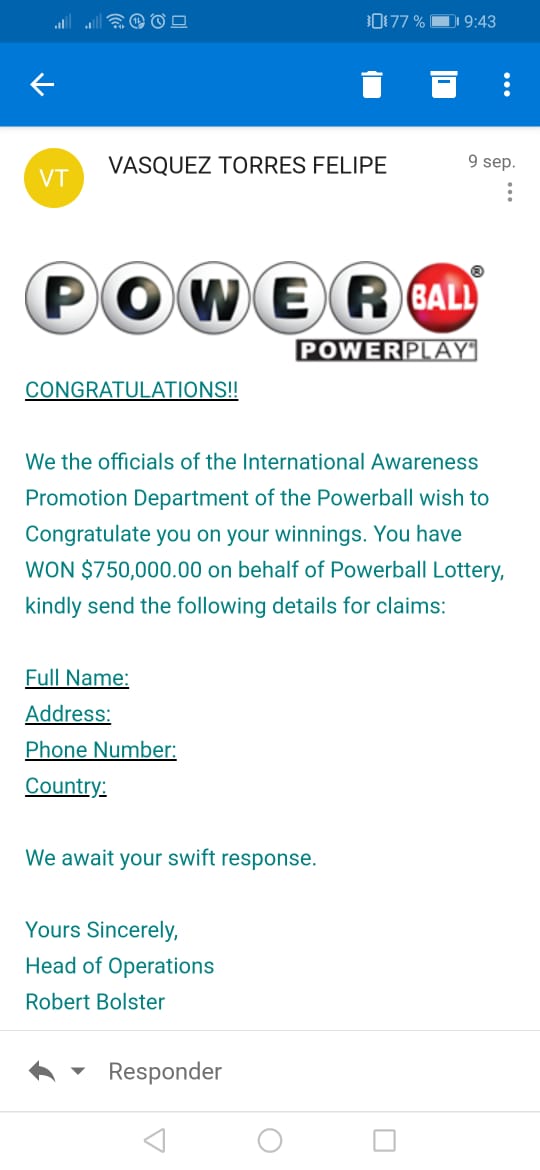 77 % 9:43
VT
VASQUEZ TORRES FELIPE
9 sep.
POWERBALL®
POWERPLAY®
CONGRATULATIONS!!
We the officials of the International Awareness
Promotion Department of the Powerball wish to
Congratulate you on your winnings. You have
WON $750,000.00 on behalf of Powerball Lottery,
kindly send the following details for claims:
Full Name:
Address:
Phone Number:
Country:
We await your swift response.
Yours Sincerely,
Head of Operations
Robert Bolster
Responder